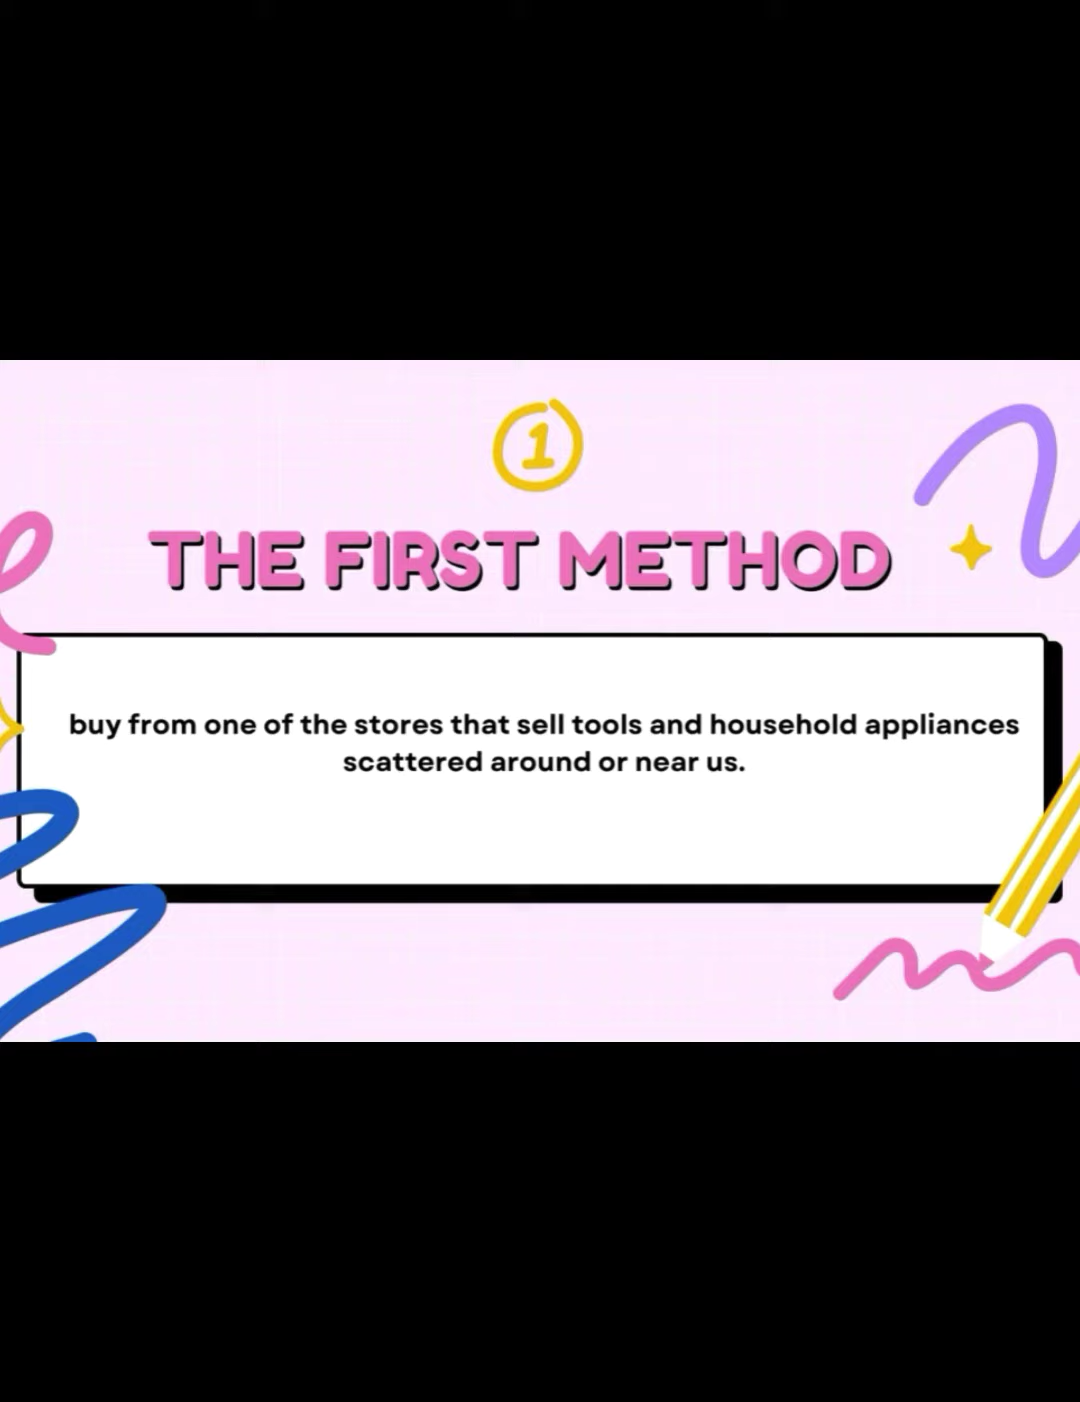 1
THE FIRST METHOD
buy from one of the stores that sell tools and household appliances
scattered around or near us.